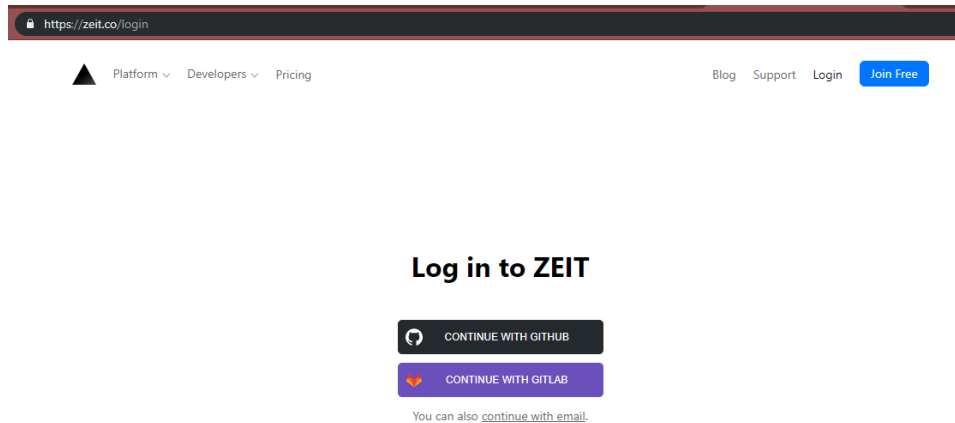 https://zeit.co/login
Platform Developers Pricing Blog Support Login Join Free
Log in to ZEIT
CONTINUE WITH GITHUB
CONTINUE WITH GITLAB
You can also continue with email.